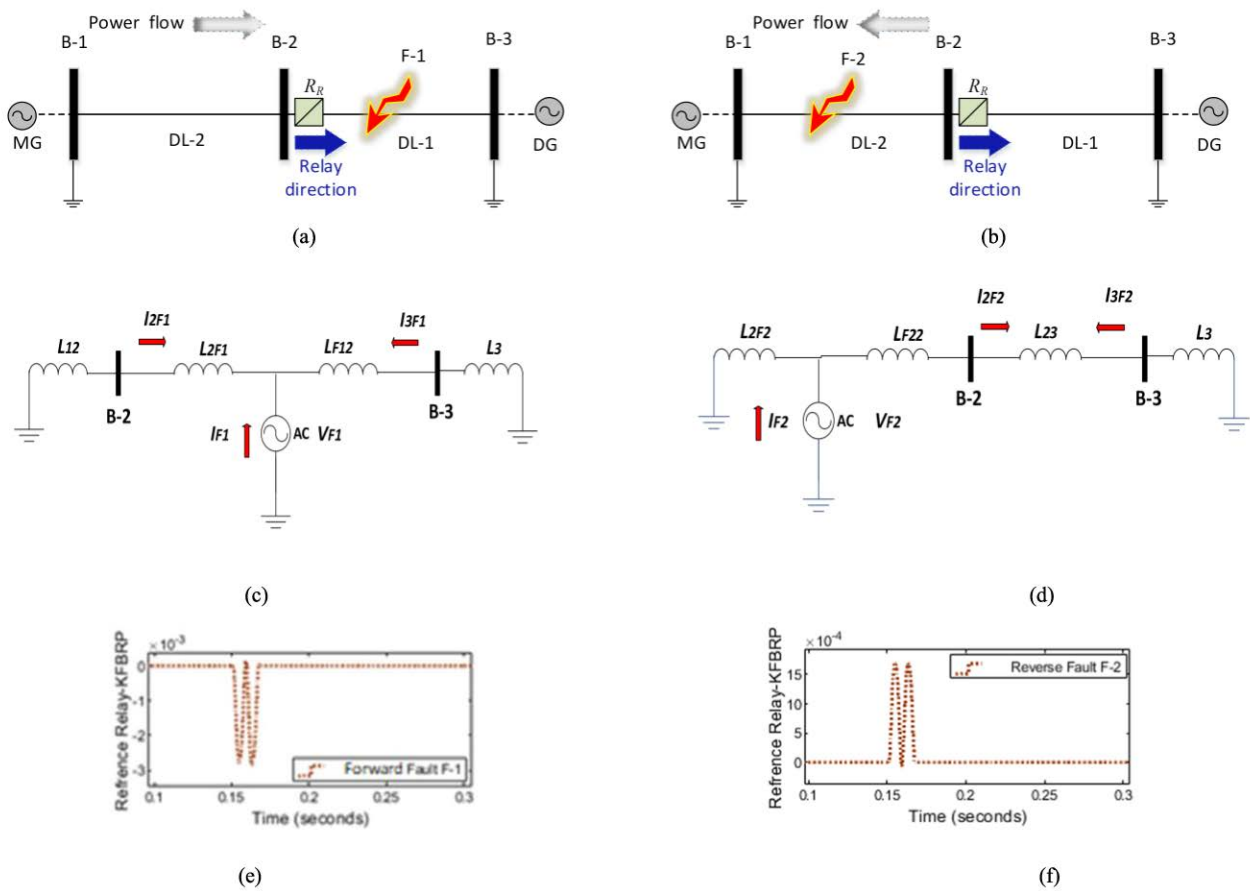 Power flow
B-1 B-2 B-3
F-1
R_R
MG DL-2 DL-1 DG
Relay
direction
(a)
Power flow
B-1 B-2 B-3
F-2
R_R
MG DL-2 DL-1 DG
Relay
direction
(b)
I2F1 I3F1
L12 L2F1 LF12 L3
B-2 B-3
IF1 AC VF1
(c)
I2F2 I3F2
L2F2 LF22 L23 L3
B-2 B-3
IF2 AC VF2
(d)
×10⁻³
Refrence Relay-KFBRP
0
-1
-2
-3
Forward Fault F-1
0.1 0.15 0.2 0.25 0.3
Time (seconds)
(e)
×10⁻⁴
Refrence Relay-KFBRP
15
10
5
0
Reverse Fault F-2
0.1 0.15 0.2 0.25 0.3
Time (seconds)
(f)